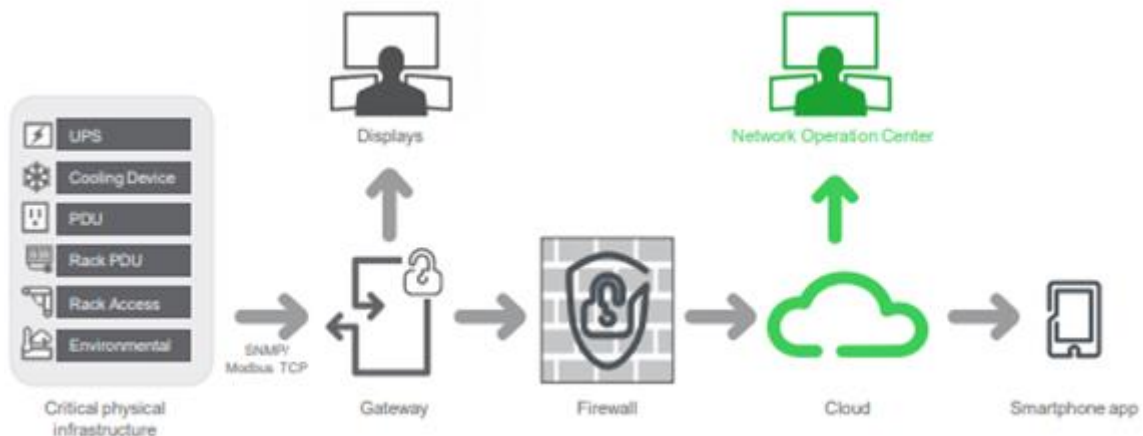 Displays
Network Operation Center
UPS
Cooling Device
PDU
Rack PDU
Rack Access
Environmental
SNMP/
Modbus TCP
Critical physical
infrastructure
Gateway
Firewall
Cloud
Smartphone app